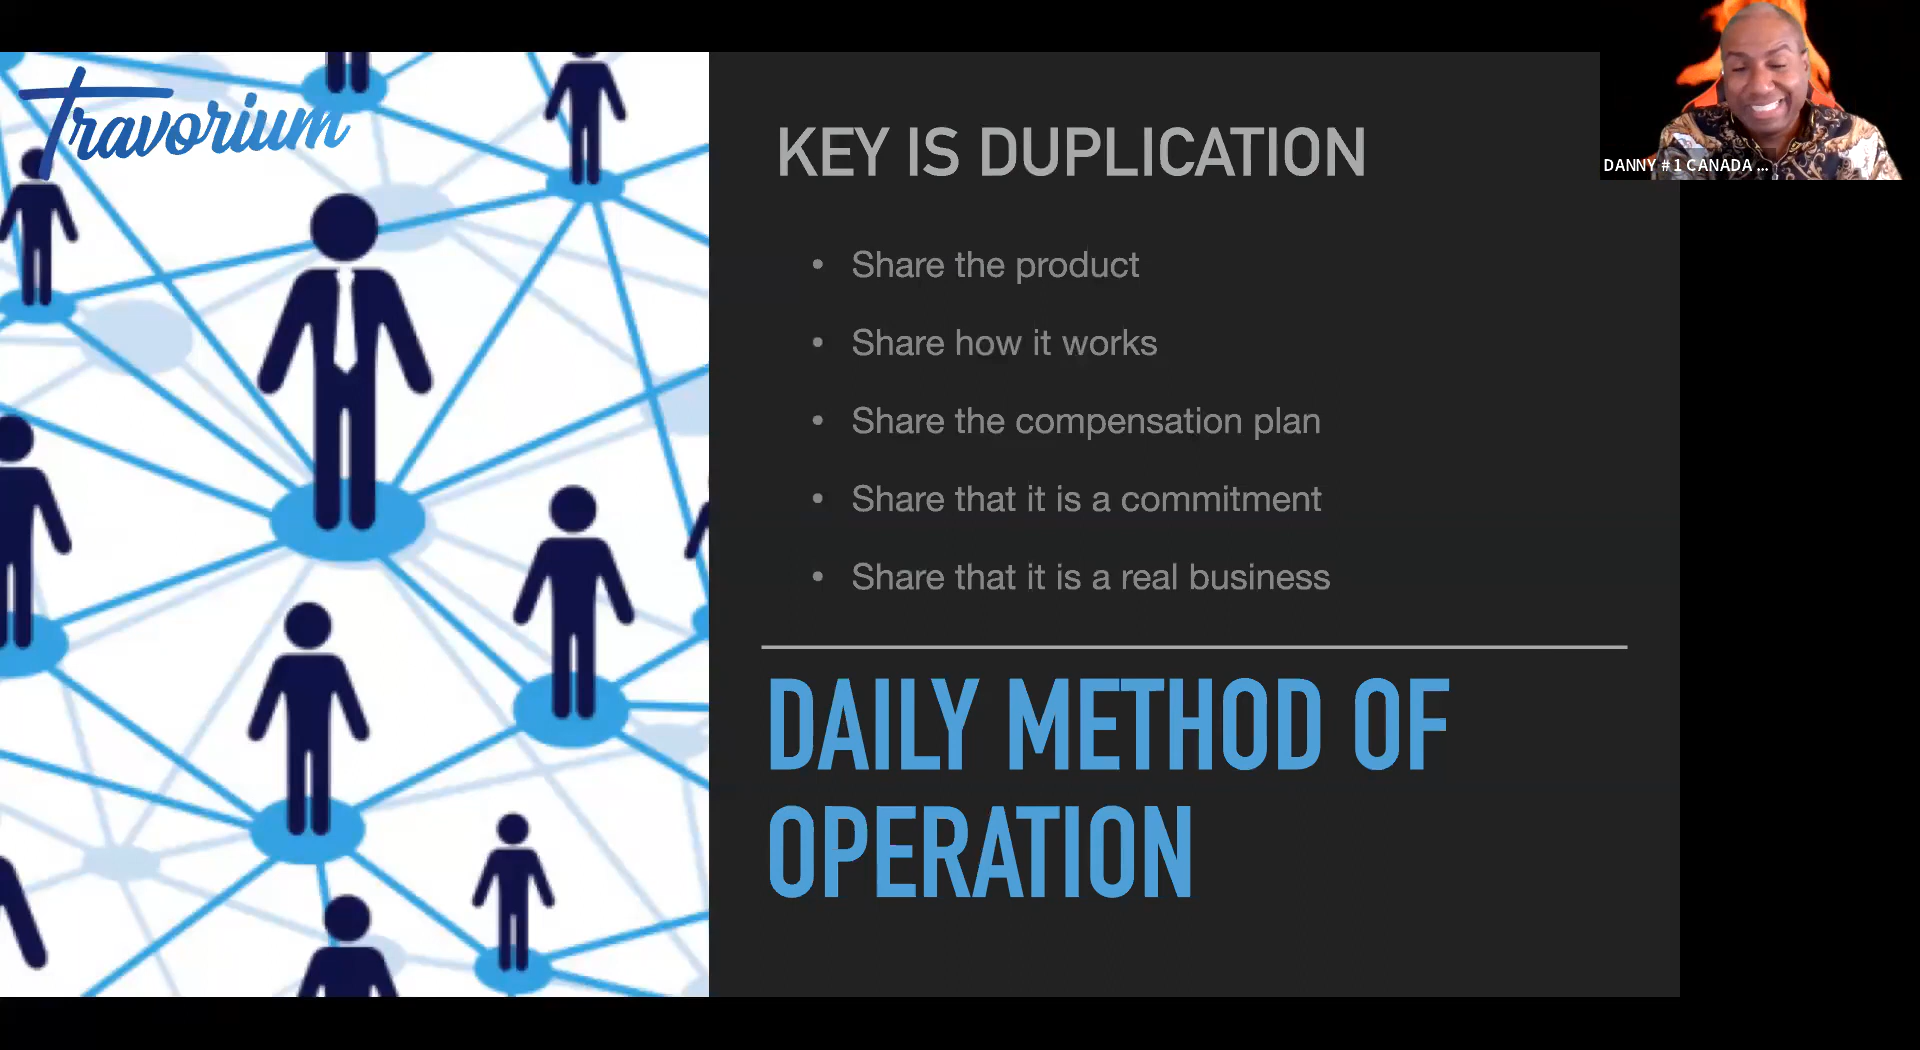 Travorium
KEY IS DUPLICATION
• Share the product
• Share how it works
• Share the compensation plan
• Share that it is a commitment
• Share that it is a real business
DAILY METHOD OF
OPERATION
DANNY # 1 CANADA ...